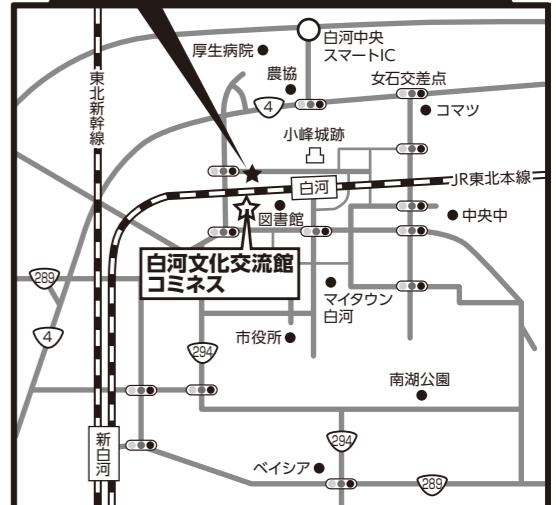 白河中央
スマートIC
厚生病院
農協
女石交差点
4
コマツ
東北新幹線
小峰城跡
白河
JR東北本線
図書館
中央中
白河文化交流館
コミネス
289
マイタウン
白河
4
市役所
294
南湖公園
新白河
294
ベイシア
289